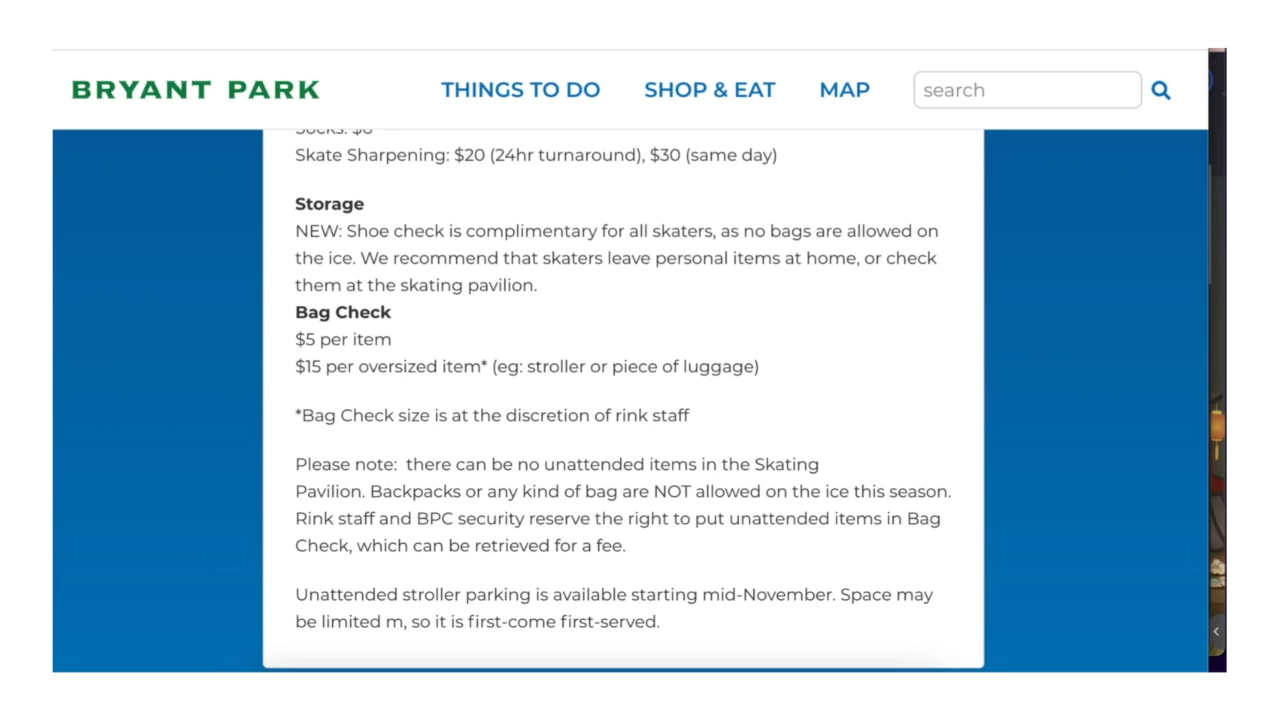 BRYANT PARK
THINGS TO DO
SHOP & EAT
MAP
search
Socks: $6
Skate Sharpening: $20 (24hr turnaround), $30 (same day)
Storage
NEW: Shoe check is complimentary for all skaters, as no bags are allowed on
the ice. We recommend that skaters leave personal items at home, or check
them at the skating pavilion.
Bag Check
$5 per item
$15 per oversized item* (eg: stroller or piece of luggage)
*Bag Check size is at the discretion of rink staff
Please note:  there can be no unattended items in the Skating
Pavilion. Backpacks or any kind of bag are NOT allowed on the ice this season.
Rink staff and BPC security reserve the right to put unattended items in Bag
Check, which can be retrieved for a fee.
Unattended stroller parking is available starting mid-November. Space may
be limited m, so it is first-come first-served.